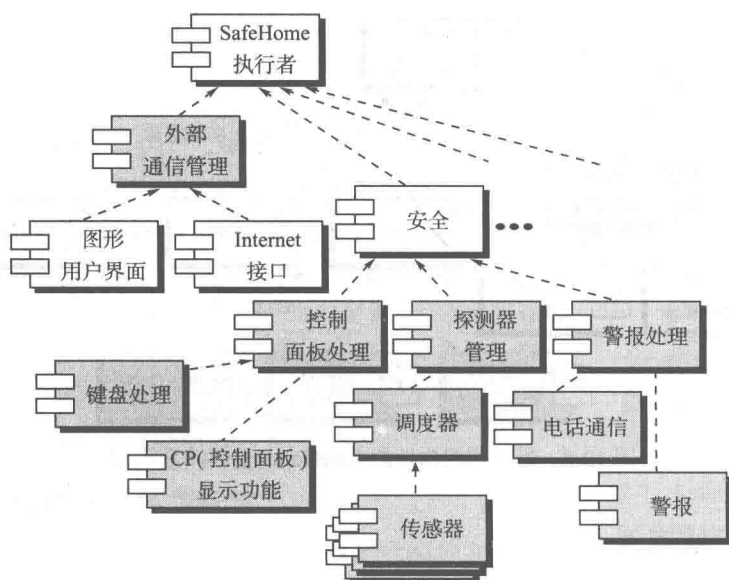 SafeHome
执行者
外部
通信管理
图形
用户界面
Internet
接口
安全
控制
面板处理
探测器
管理
警报处理
键盘处理
CP(控制面板)
显示功能
调度器
电话通信
传感器
警报